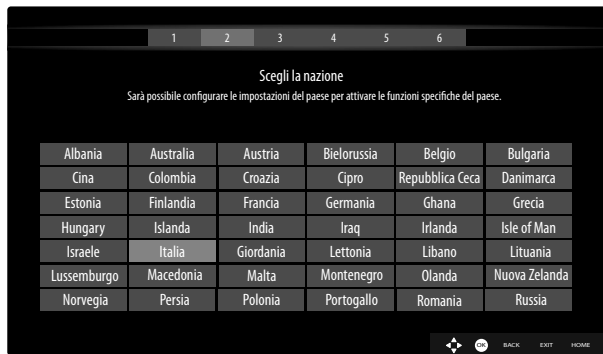 1 2 3 4 5 6
Scegli la nazione
Sarà possibile configurare le impostazioni del paese per attivare le funzioni specifiche del paese.
Albania Australia Austria Bielorussia Belgio Bulgaria
Cina Colombia Croazia Cipro Repubblica Ceca Danimarca
Estonia Finlandia Francia Germania Ghana Grecia
Hungary Islanda India Iraq Irlanda Isle of Man
Israele Italia Giordania Lettonia Libano Lituania
Lussemburgo Macedonia Malta Montenegro Olanda Nuova Zelanda
Norvegia Persia Polonia Portogallo Romania Russia
OK BACK EXIT HOME